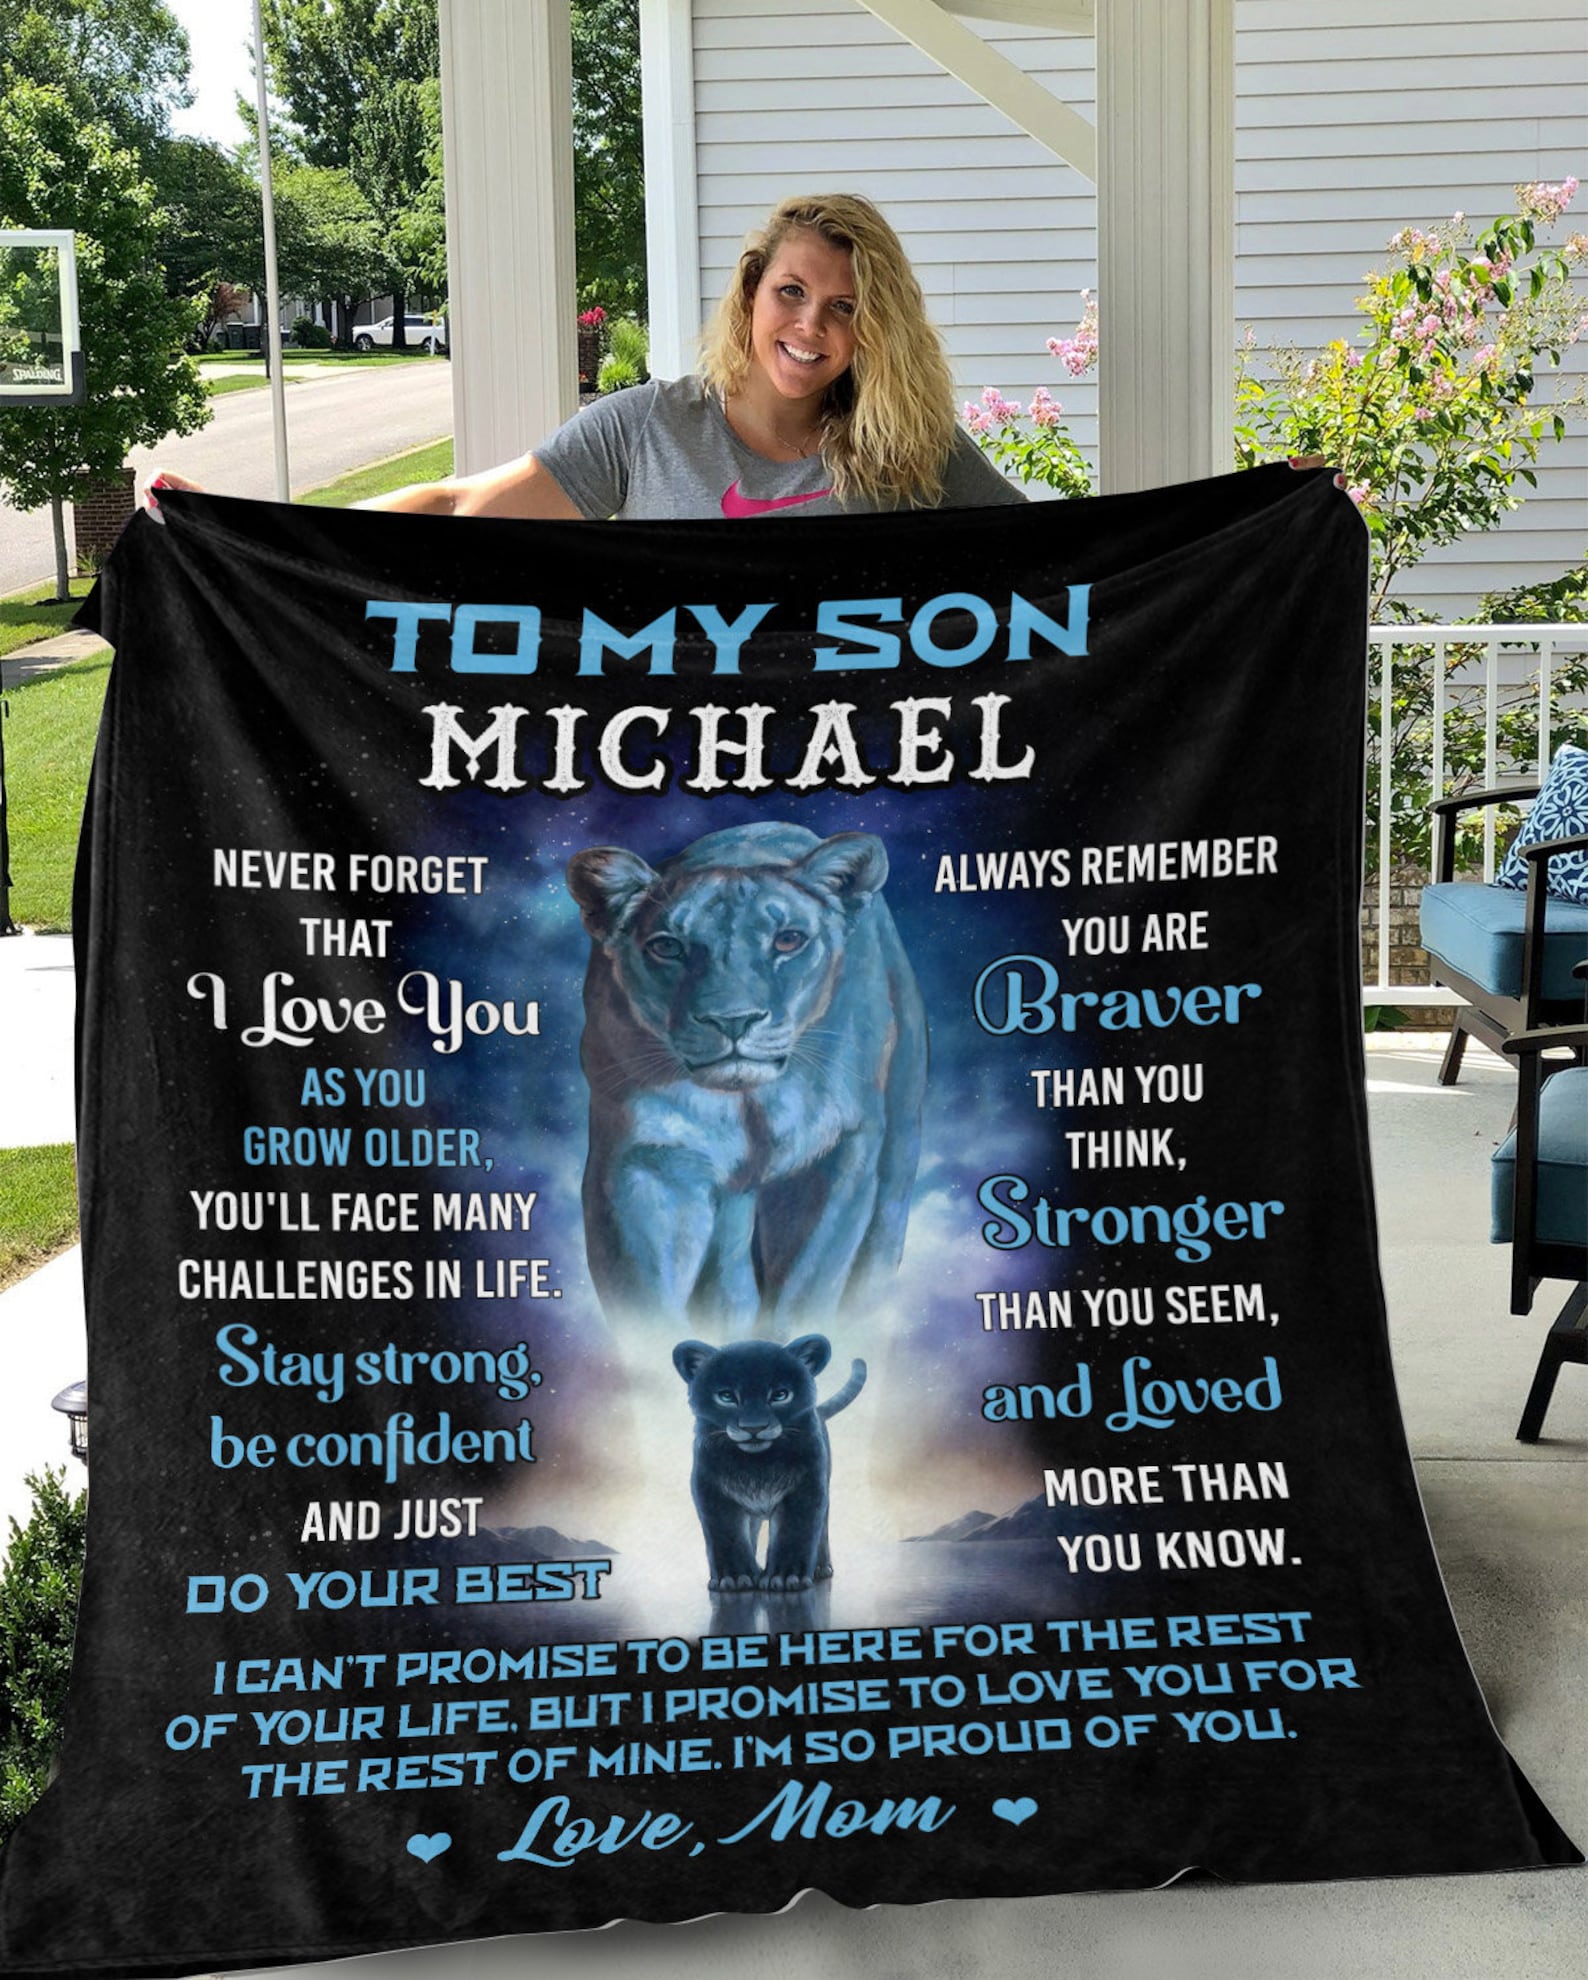 SPALDING
TO MY SON
MICHAEL
NEVER FORGET
THAT
I Love You
AS YOU
GROW OLDER,
YOU'LL FACE MANY
CHALLENGES IN LIFE.
Stay strong,
be confident
AND JUST
DO YOUR BEST
ALWAYS REMEMBER
YOU ARE
Braver
THAN YOU
THINK,
Stronger
THAN YOU SEEM,
and Loved
MORE THAN
YOU KNOW.
I CAN'T PROMISE TO BE HERE FOR THE REST
OF YOUR LIFE, BUT I PROMISE TO LOVE YOU FOR
THE REST OF MINE. I'M SO PROUD OF YOU.
Love, Mom